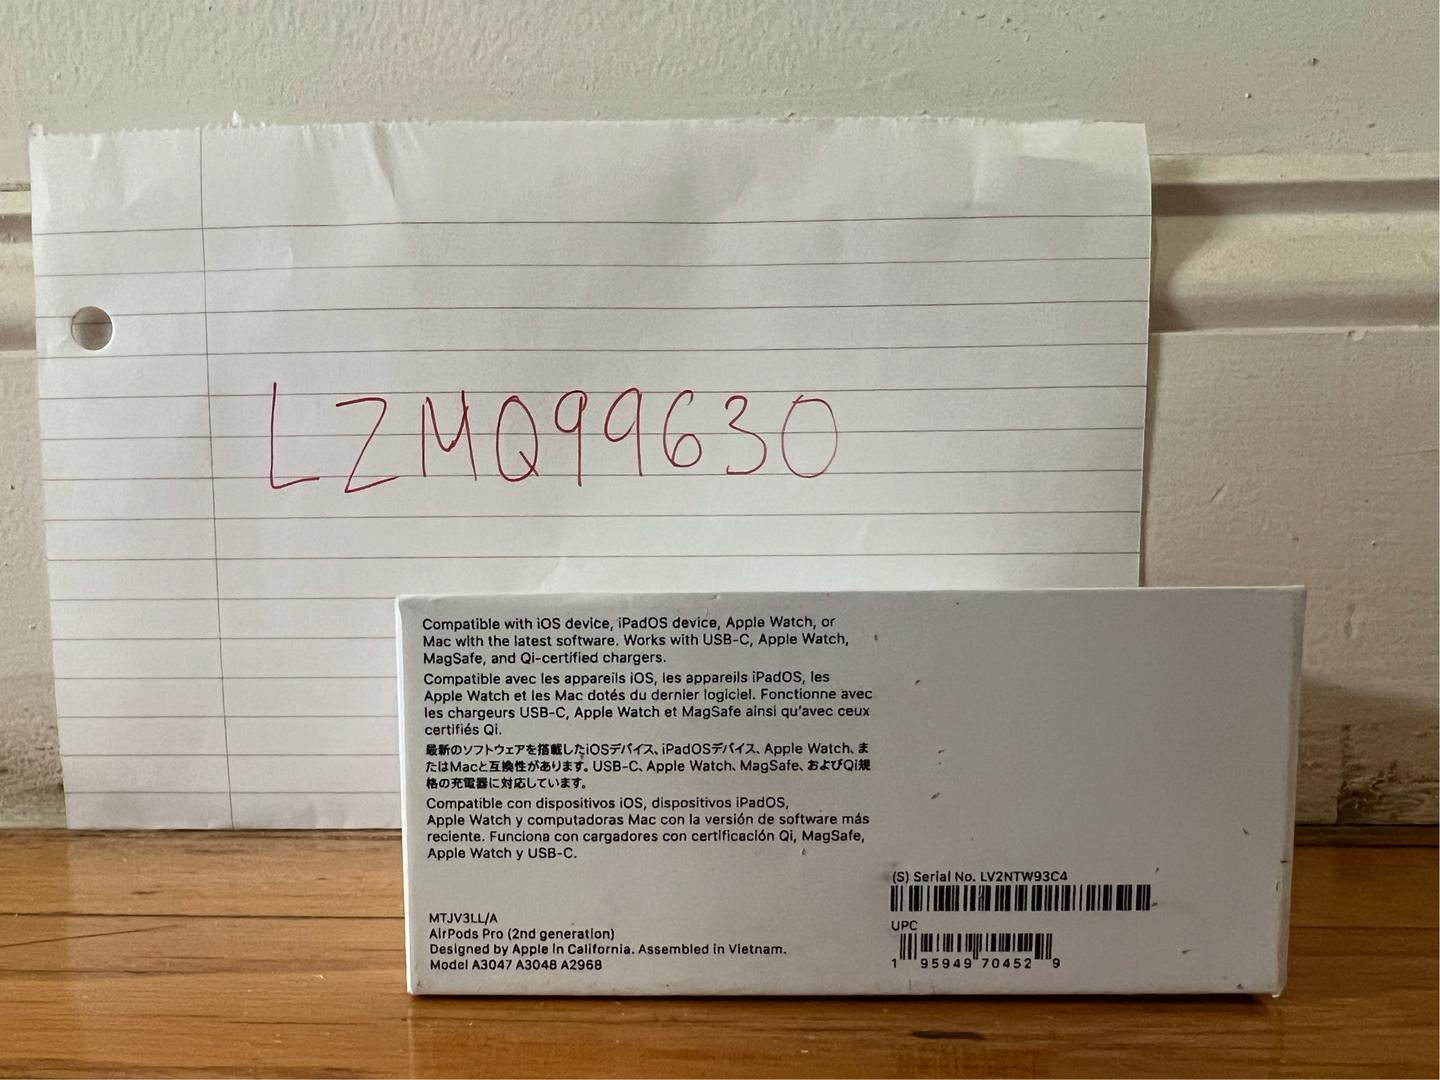 LZMQ99630
Compatible with iOS device, iPadOS device, Apple Watch, or
Mac with the latest software. Works with USB-C, Apple Watch,
MagSafe, and Qi-certified chargers.
Compatible avec les appareils iOS, les appareils iPadOS, les
Apple Watch et les Mac dotés du dernier logiciel. Fonctionne avec
les chargeurs USB-C, Apple Watch et MagSafe ainsi qu'avec ceux
certifiés Qi.
最新のソフトウェアを搭載したiOSデバイス、iPadOSデバイス、Apple Watch、ま
たはMacと互換性があります。USB-C、Apple Watch、MagSafe、およびQi規
格の充電器に対応しています。
Compatible con dispositivos iOS, dispositivos iPadOS,
Apple Watch y computadoras Mac con la versión de software más
reciente. Funciona con cargadores con certificación Qi, MagSafe,
Apple Watch y USB-C.
MTJV3LL/A
AirPods Pro (2nd generation)
Designed by Apple in California. Assembled in Vietnam.
Model A3047 A3048 A2968
(S) Serial No. LV2NTW93C4
UPC
1 95949 70452 9